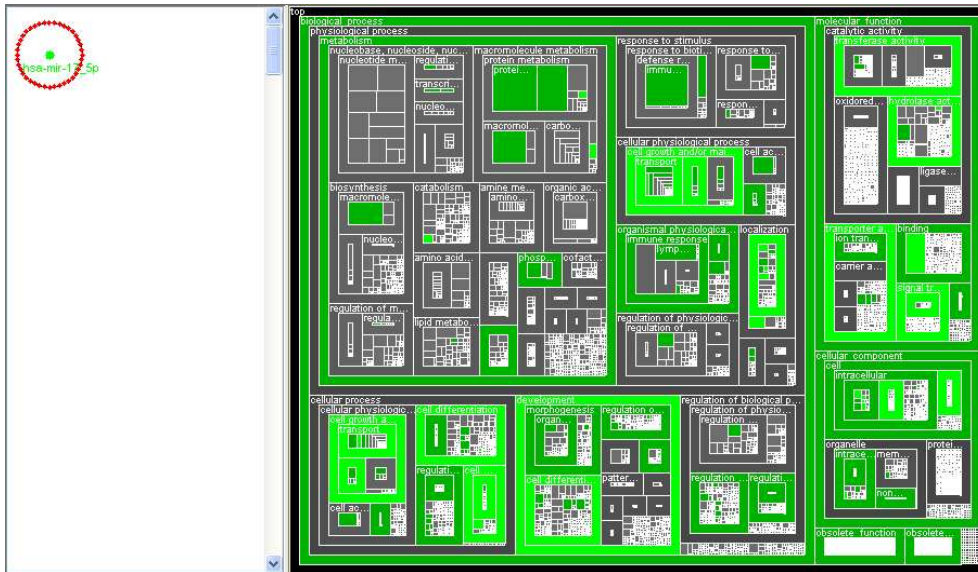 top
biological_process
physiological process
metabolism
nucleobase, nucleoside, nuc...
nucleotide m...
regulati...
transcri...
nucleo...
macromolecule metabolism
protein metabolism
protei...
macromol...
carbo...
biosynthesis
macromole...
nucleo...
catabolism
amine me...
amino...
organic ac...
carbox...
amino acid...
phosp...
cofact...
regulation of m...
regula...
lipid metabo...
response to stimulus
response to bioti...
defense r...
immu...
response to...
respon...
cellular physiological process
cell growth and/or mai...
transport
cell ac...
organismal physiologica...
immune response
lymp...
localization
regulation of physiologic...
regulation of ...
cellular process
cellular physiologic...
cell growth a...
transport
cell ac...
cell differentiation
regulati...
cell
development
morphogenesis
organ...
regulation o...
cell differenti...
patter...
regulation of biological p...
regulation of physio...
regulation ...
regulation ...
regulati...
molecular_function
catalytic activity
transferase activity
oxidored...
hydrolase act...
ligase...
transporter a...
ion tran...
carrier a...
binding
signal tr...
cellular_component
cell
intracellular
organelle
intrace...
mem...
non...
protei...
obsolete_function
obsolete...